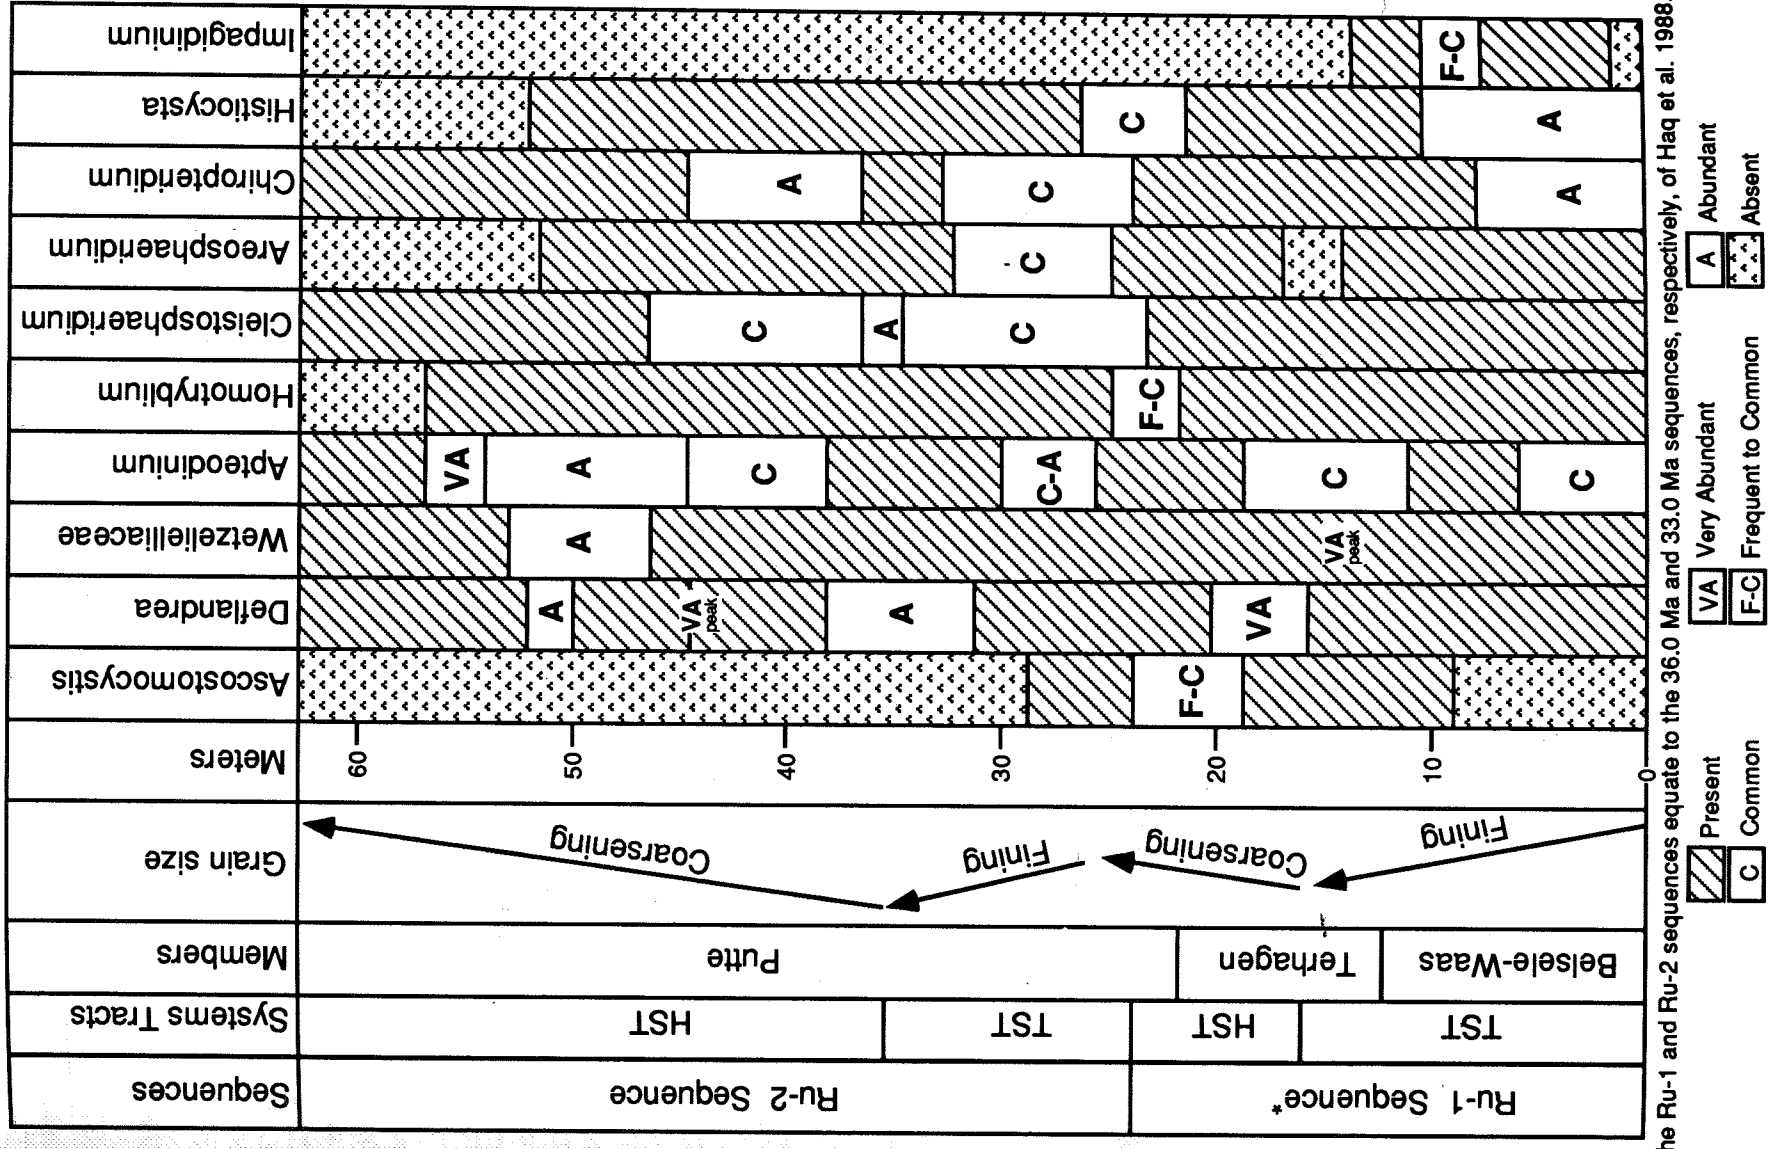 Impagidinium
F-C
Histiocysta
C
A
Chiropteridium
A
C
A
Areosphaeridium
C
Cleistosphaeridium
C
A
C
Homotryblium
F-C
Apteodinium
VA
A
C
C-A
C
C
Wetzelielliaceae
A
VA
peak
Deflandrea
A
VA
peak
A
VA
Ascostomocystis
F-C
Meters
60
50
40
30
20
10
0
Grain size
Coarsening
Fining
Coarsening
Fining
Members
Putte
Terhagen
Belsele-Waas
Systems Tracts
HST
TST
HST
TST
Sequences
Ru-2 Sequence
Ru-1 Sequence*
he Ru-1 and Ru-2 sequences equate to the 36.0 Ma and 33.0 Ma sequences, respectively, of Haq et al. 1988.
Present
VA Very Abundant
A Abundant
C Common
F-C Frequent to Common
Absent